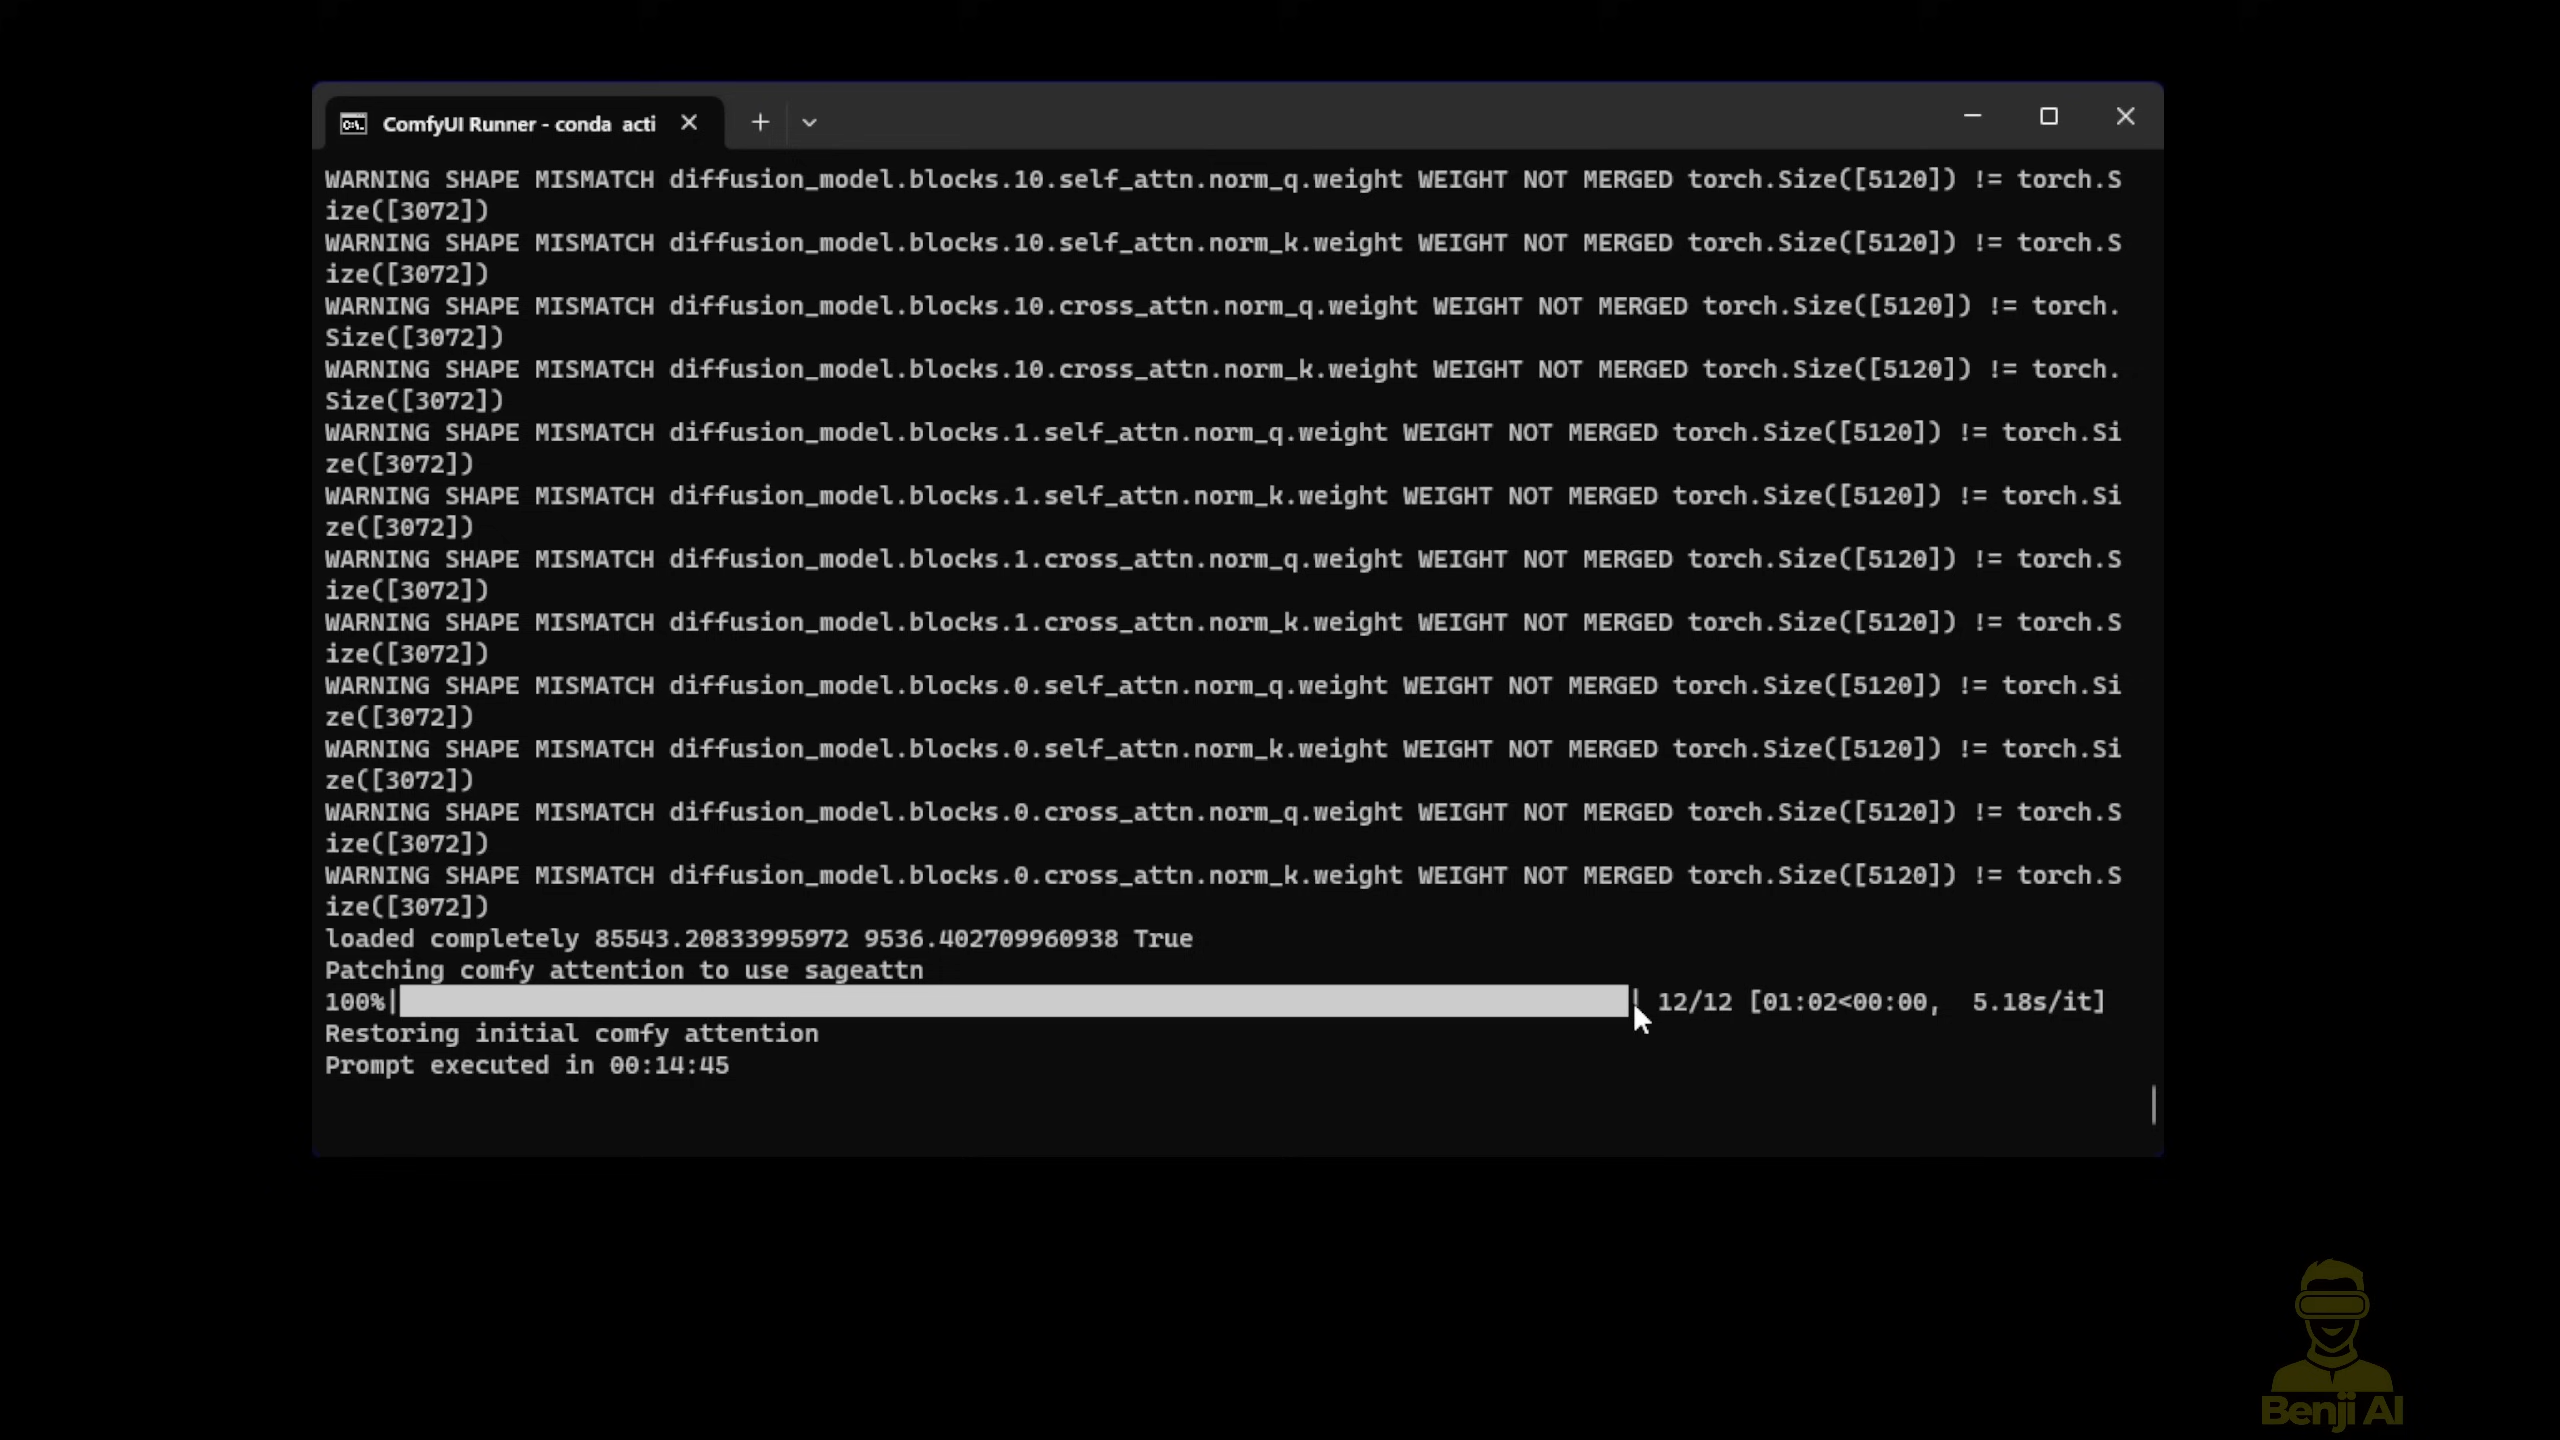 ComfyUI Runner - conda acti
WARNING SHAPE MISMATCH diffusion_model.blocks.10.self_attn.norm_q.weight WEIGHT NOT MERGED torch.Size([5120]) != torch.S
ize([3072])
WARNING SHAPE MISMATCH diffusion_model.blocks.10.self_attn.norm_k.weight WEIGHT NOT MERGED torch.Size([5120]) != torch.S
ize([3072])
WARNING SHAPE MISMATCH diffusion_model.blocks.10.cross_attn.norm_q.weight WEIGHT NOT MERGED torch.Size([5120]) != torch.
Size([3072])
WARNING SHAPE MISMATCH diffusion_model.blocks.10.cross_attn.norm_k.weight WEIGHT NOT MERGED torch.Size([5120]) != torch.
Size([3072])
WARNING SHAPE MISMATCH diffusion_model.blocks.1.self_attn.norm_q.weight WEIGHT NOT MERGED torch.Size([5120]) != torch.Si
ze([3072])
WARNING SHAPE MISMATCH diffusion_model.blocks.1.self_attn.norm_k.weight WEIGHT NOT MERGED torch.Size([5120]) != torch.Si
ze([3072])
WARNING SHAPE MISMATCH diffusion_model.blocks.1.cross_attn.norm_q.weight WEIGHT NOT MERGED torch.Size([5120]) != torch.S
ize([3072])
WARNING SHAPE MISMATCH diffusion_model.blocks.1.cross_attn.norm_k.weight WEIGHT NOT MERGED torch.Size([5120]) != torch.S
ize([3072])
WARNING SHAPE MISMATCH diffusion_model.blocks.0.self_attn.norm_q.weight WEIGHT NOT MERGED torch.Size([5120]) != torch.Si
ze([3072])
WARNING SHAPE MISMATCH diffusion_model.blocks.0.self_attn.norm_k.weight WEIGHT NOT MERGED torch.Size([5120]) != torch.Si
ze([3072])
WARNING SHAPE MISMATCH diffusion_model.blocks.0.cross_attn.norm_q.weight WEIGHT NOT MERGED torch.Size([5120]) != torch.S
ize([3072])
WARNING SHAPE MISMATCH diffusion_model.blocks.0.cross_attn.norm_k.weight WEIGHT NOT MERGED torch.Size([5120]) != torch.S
ize([3072])
loaded completely 85543.20833995972 9536.402709960938 True
Patching comfy attention to use sageattn
100%| | 12/12 [01:02<00:00,  5.18s/it]
Restoring initial comfy attention
Prompt executed in 00:14:45
Benji AI